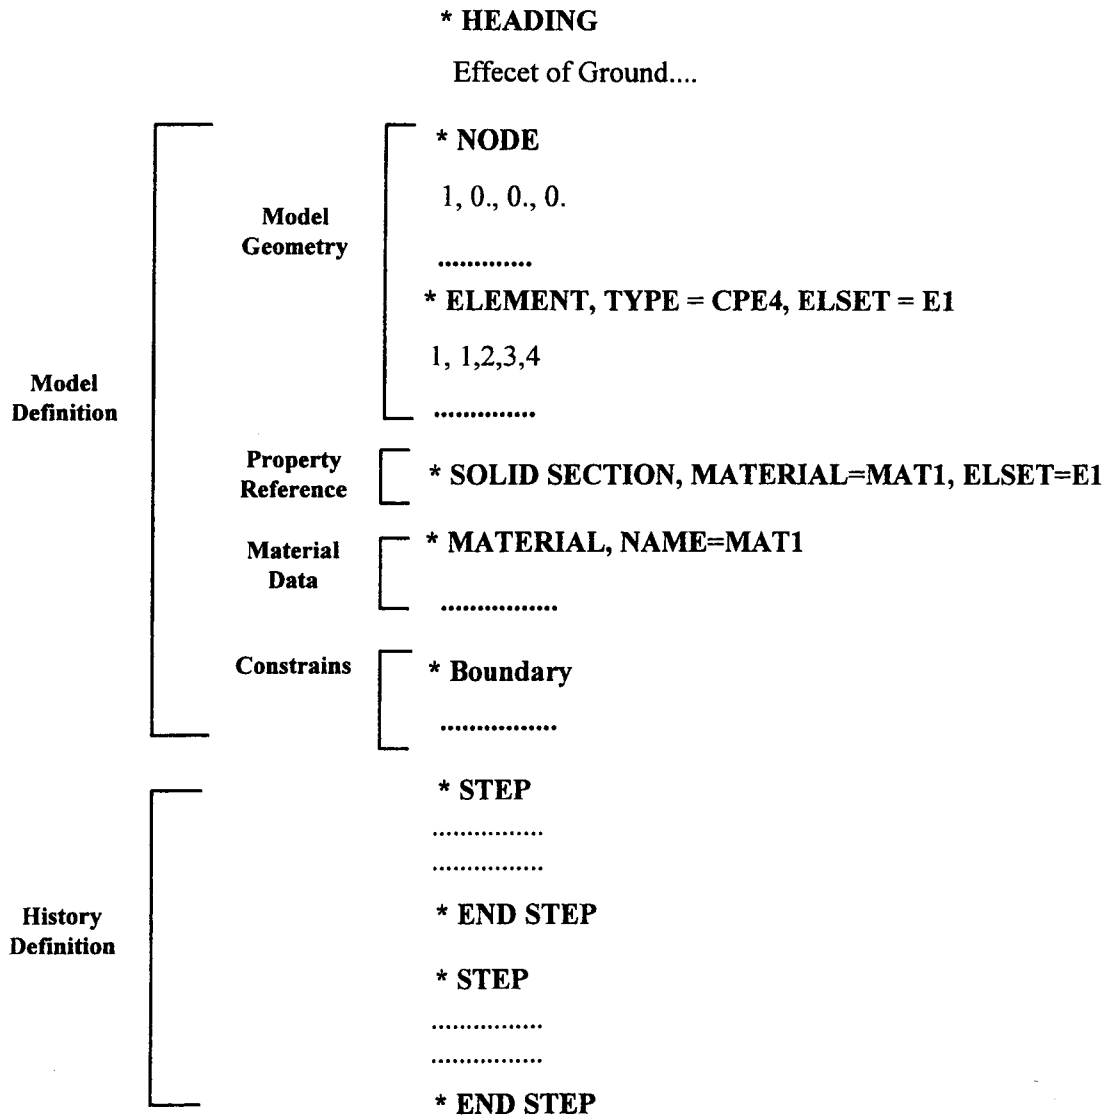 * HEADING
Effecet of Ground....
* NODE
1, 0., 0., 0.
Model
Geometry
.............
* ELEMENT, TYPE = CPE4, ELSET = E1
1, 1,2,3,4
Model
Definition
..............
Property
Reference
* SOLID SECTION, MATERIAL=MAT1, ELSET=E1
* MATERIAL, NAME=MAT1
Material
Data
................
Constrains
* Boundary
................
* STEP
................
................
History
Definition
* END STEP
* STEP
................
................
* END STEP